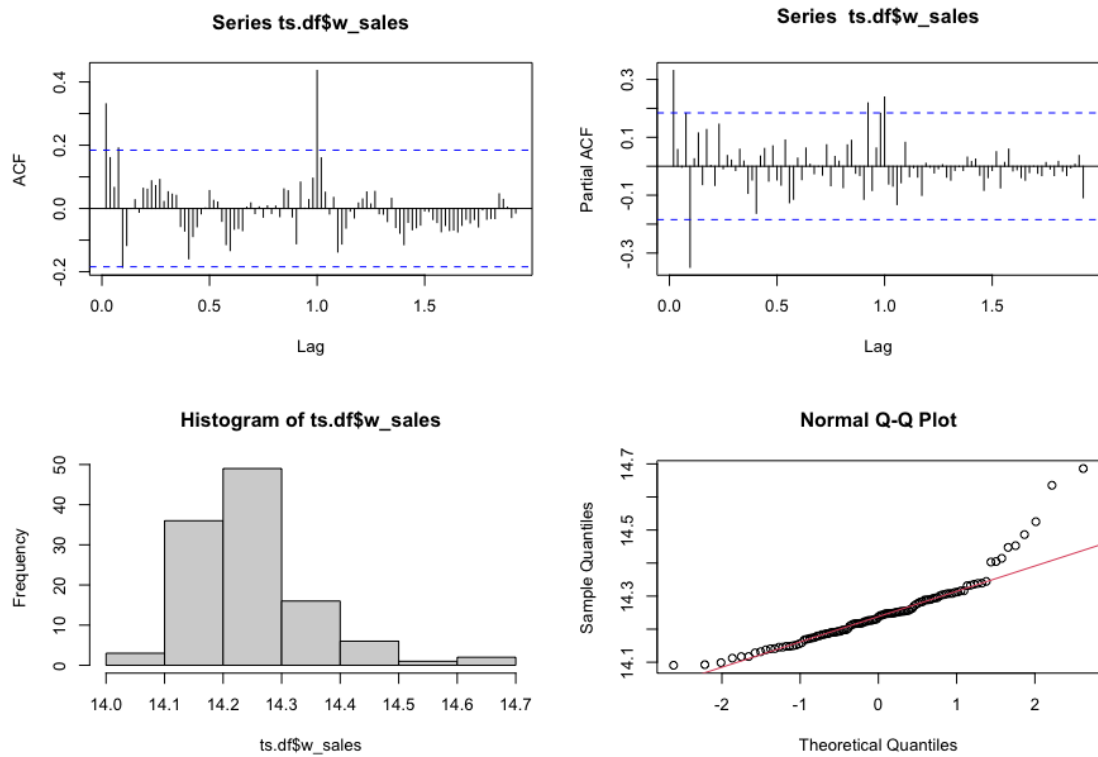 Series ts.df$w_sales
ACF
0.4
0.2
0.0
-0.2
0.0 0.5 1.0 1.5
Lag
Series ts.df$w_sales
Partial ACF
0.3
0.1
-0.1
-0.3
0.0 0.5 1.0 1.5
Lag
Histogram of ts.df$w_sales
Frequency
50
40
30
20
10
0
14.0 14.1 14.2 14.3 14.4 14.5 14.6 14.7
ts.df$w_sales
Normal Q-Q Plot
Sample Quantiles
14.7
14.5
14.3
14.1
-2 -1 0 1 2
Theoretical Quantiles